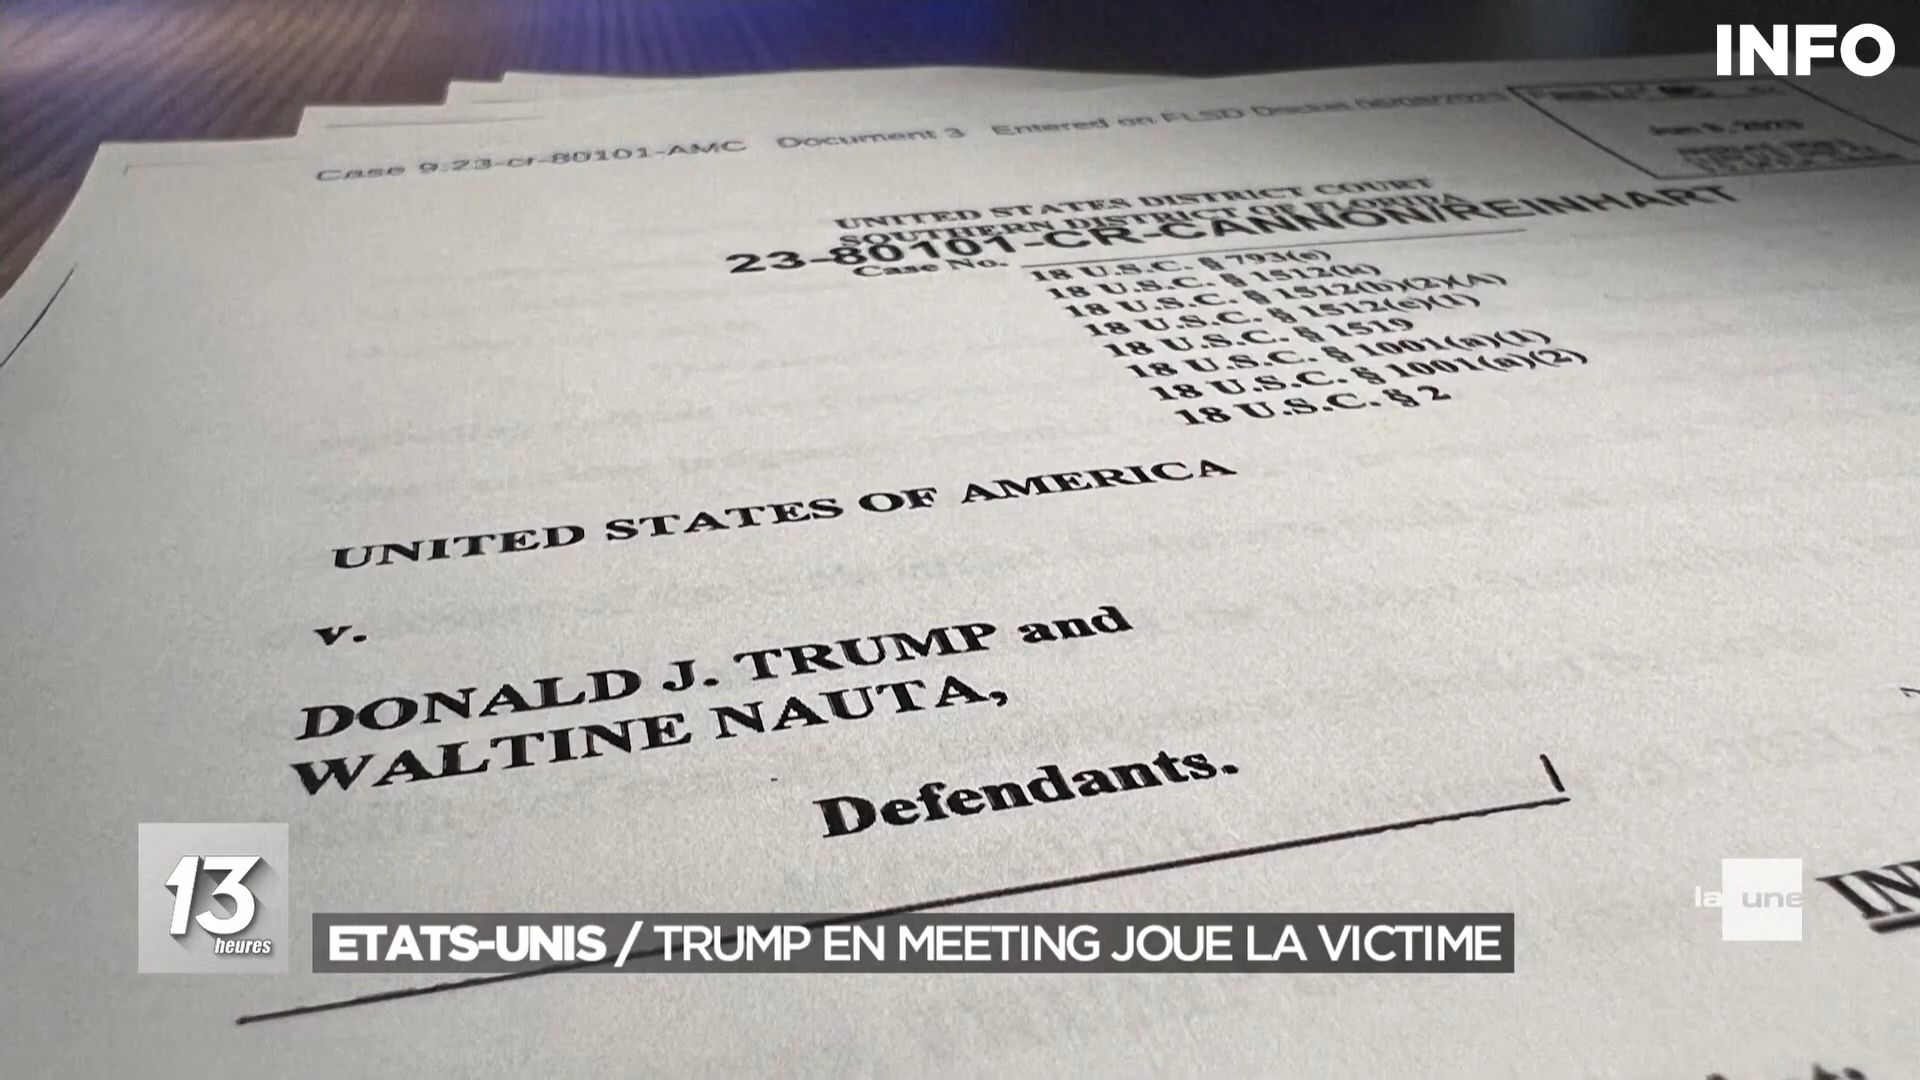 INFO
Case 9:23-cr-80101-AMC Document 3 Entered on FLSD Docket
UNITED STATES DISTRICT COURT
SOUTHERN DISTRICT OF FLORIDA
23-80101-CR-CANNON/REINHART
Case No.
18 U.S.C. § 793(e)
18 U.S.C. § 1512(k)
18 U.S.C. § 1512(b)(2)(A)
18 U.S.C. § 1512(c)(1)
18 U.S.C. § 1519
18 U.S.C. § 1001(a)(1)
18 U.S.C. § 1001(a)(2)
18 U.S.C. § 2
UNITED STATES OF AMERICA
v.
DONALD J. TRUMP and
WALTINE NAUTA,
Defendants.
13
heures
ETATS-UNIS / TRUMP EN MEETING JOUE LA VICTIME
la une